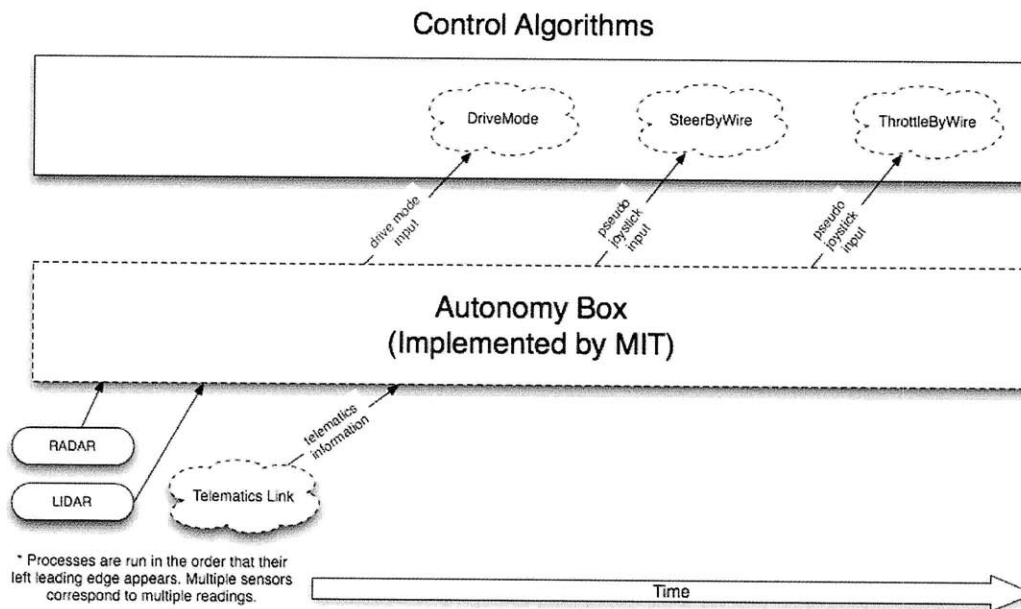 Control Algorithms
DriveMode
SteerByWire
ThrottleByWire
drive mode
input
pseudo
joystick
input
pseudo
joystick
input
Autonomy Box
(Implemented by MIT)
telematics
information
RADAR
LIDAR
Telematics Link
* Processes are run in the order that their
left leading edge appears. Multiple sensors
correspond to multiple readings.
Time